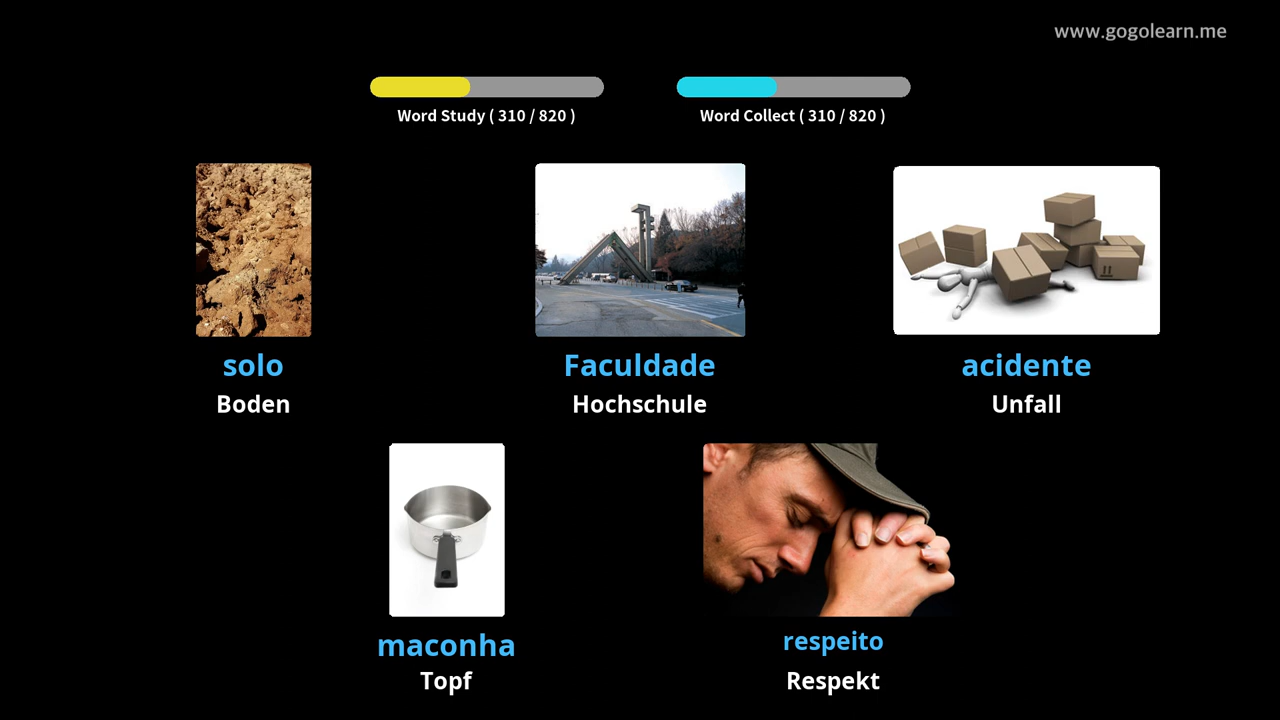 www.gogolearn.me
Word Study ( 310 / 820 )
Word Collect ( 310 / 820 )
solo
Boden
Faculdade
Hochschule
acidente
Unfall
maconha
Topf
respeito
Respekt